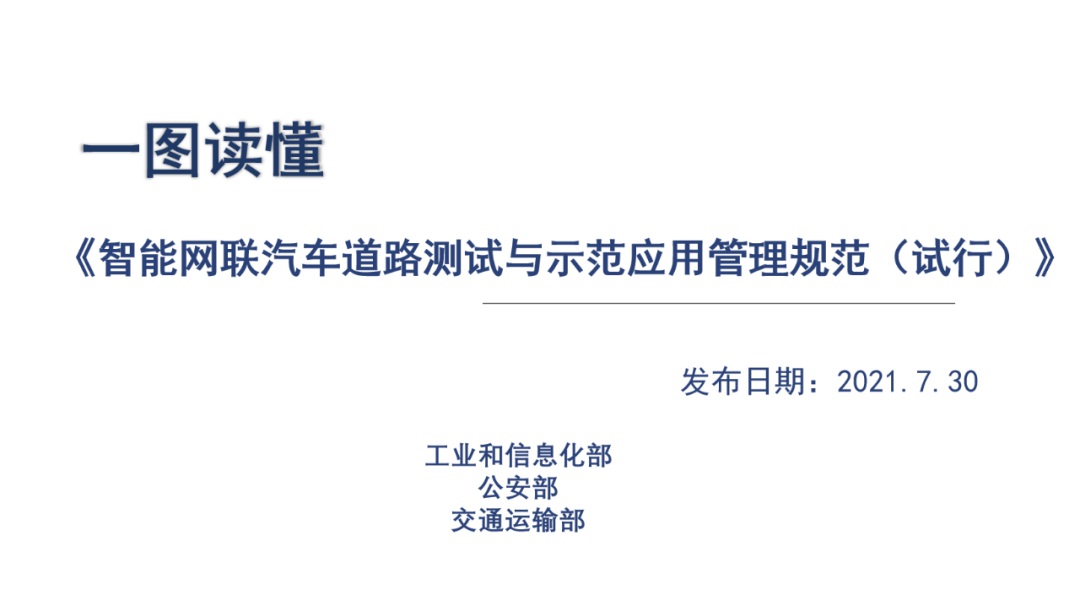 一图读懂
《智能网联汽车道路测试与示范应用管理规范（试行）》
发布日期：2021.7.30
工业和信息化部
公安部
交通运输部